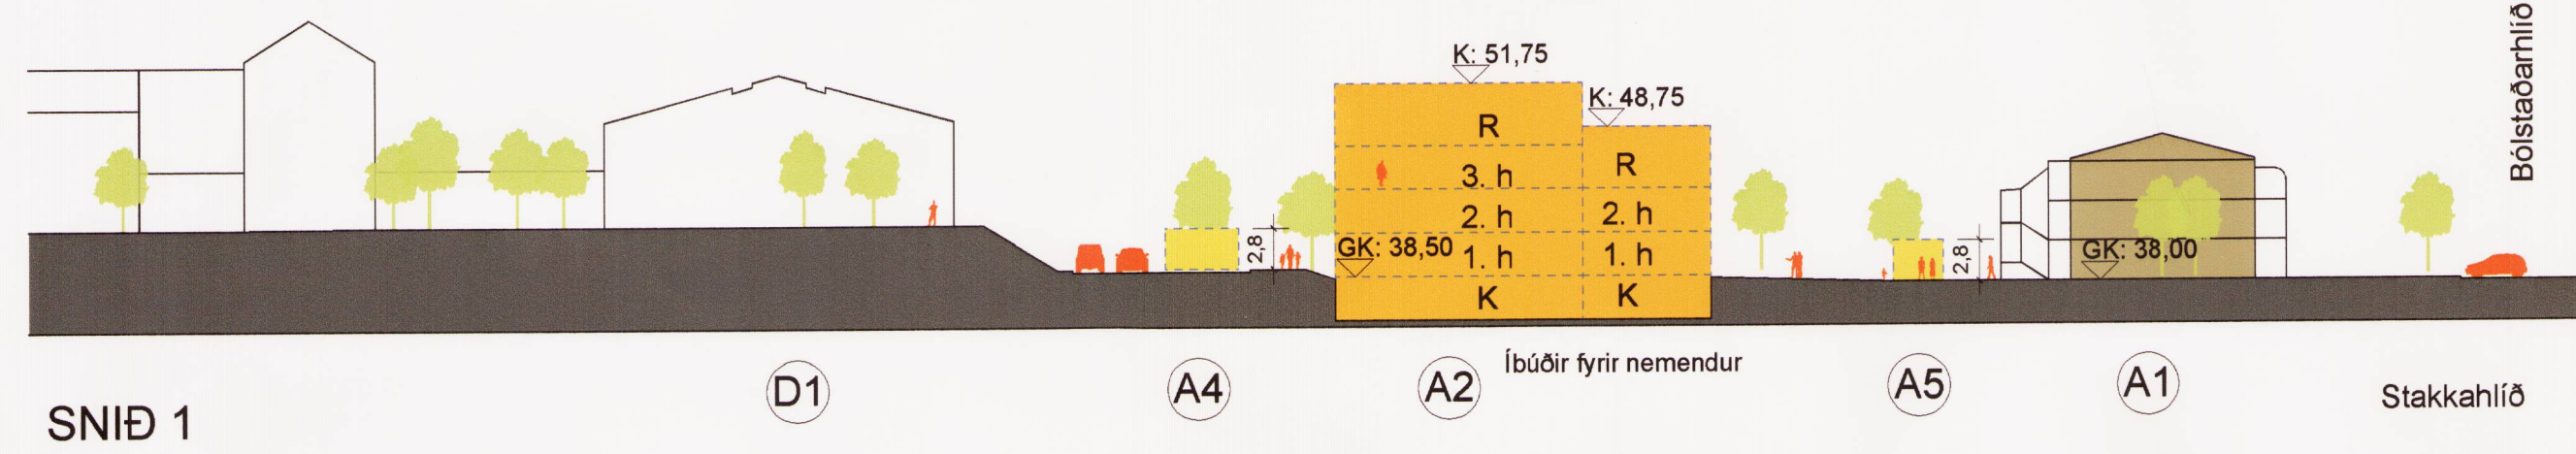 Bólstaðarhlíð
K: 51,75
K: 48,75
R
R
3. h
2. h
2. h
GK: 38,50
1. h
1. h
K
K
2,8
2,8
GK: 38,00
Íbúðir fyrir nemendur
D1
A4
A2
A5
A1
Stakkahlíð
SNIÐ 1